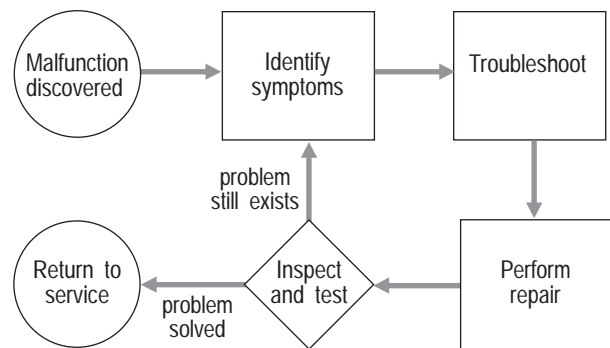 Malfunction
discovered
Identify
symptoms
Troubleshoot
problem
still exists
Return to
service
problem
solved
Inspect
and test
Perform
repair